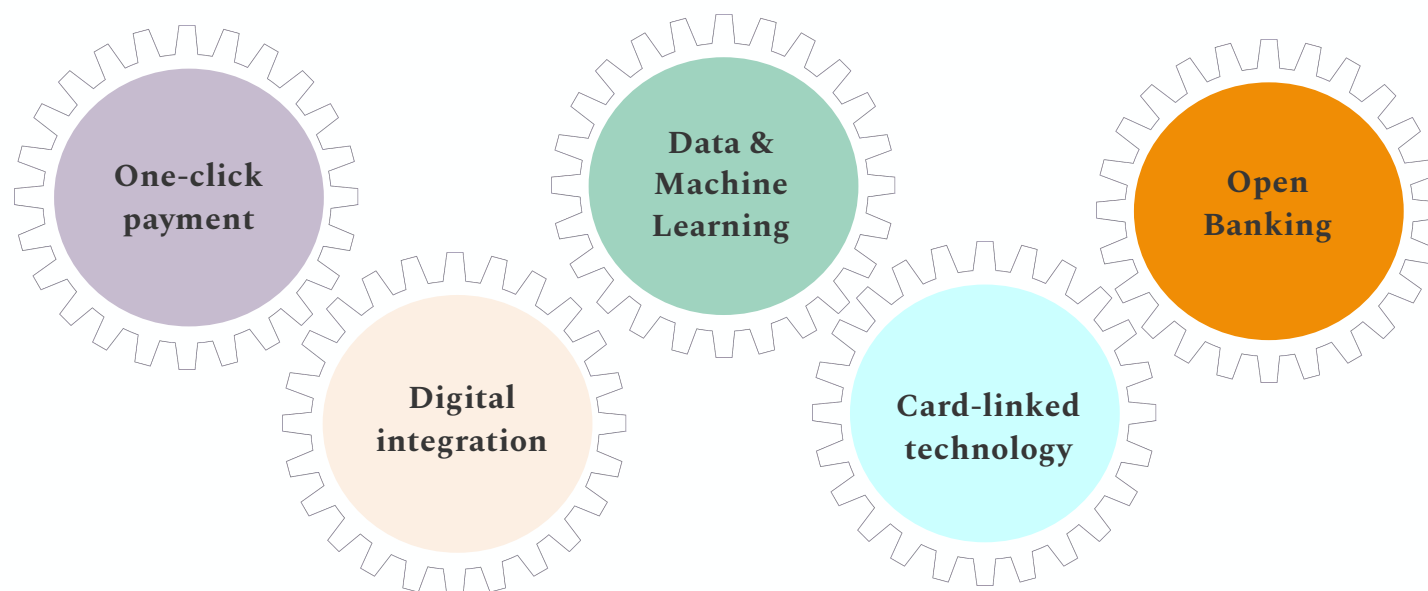 One-click
payment
Digital
integration
Data &
Machine
Learning
Card-linked
technology
Open
Banking